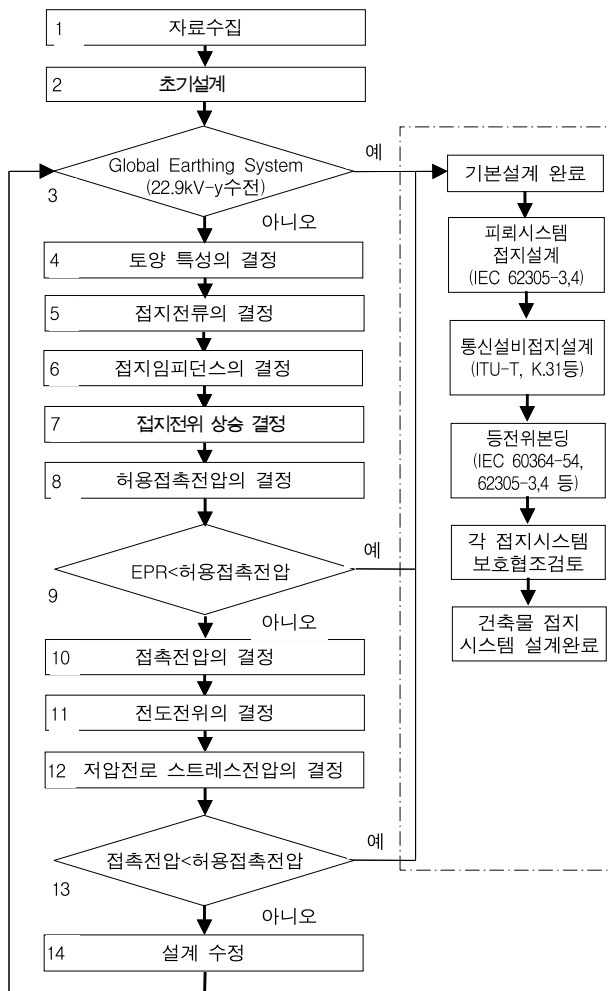 1 자료수집
2 초기설계
Global Earthing System
(22.9kV-y수전)
3
예
아니오
4 토양 특성의 결정
5 접지전류의 결정
6 접지임피던스의 결정
7 접지전위 상승 결정
8 허용접촉전압의 결정
EPR<허용접촉전압
9
예
아니오
10 접촉전압의 결정
11 전도전위의 결정
12 저압전로 스트레스전압의 결정
접촉전압<허용접촉전압
13
예
아니오
14 설계 수정
기본설계 완료
피뢰시스템
접지설계
(IEC 62305-3,4)
통신설비접지설계
(ITU-T, K.31등)
등전위본딩
(IEC 60364-54,
62305-3,4 등)
각 접지시스템
보호협조검토
건축물 접지
시스템 설계완료